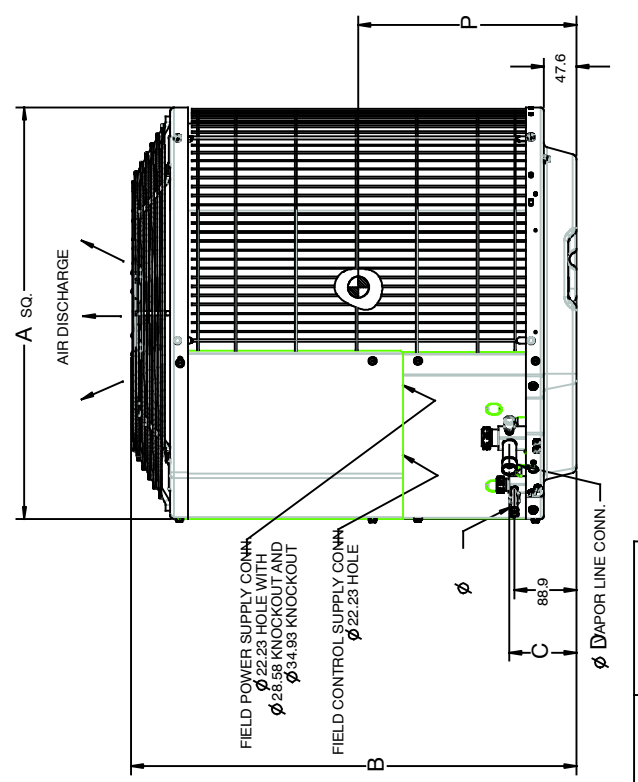 A SQ.
AIR DISCHARGE
P
47.6
B
FIELD POWER SUPPLY CONN
Ø 22.23 HOLE WITH
Ø 28.58 KNOCKOUT AND
Ø 34.93 KNOCKOUT
FIELD CONTROL SUPPLY CONN
Ø 22.23 HOLE
Ø
88.9
C
Ø D VAPOR LINE CONN.